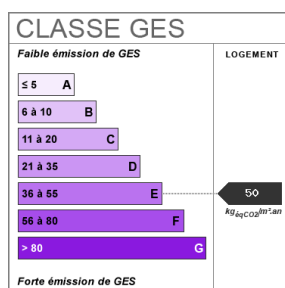 CLASSE GES
Faible émission de GES
LOGEMENT
≤ 5 A
6 à 10 B
11 à 20 C
21 à 35 D
36 à 55 E
50
kgéqCO2/m².an
56 à 80 F
> 80 G
Forte émission de GES